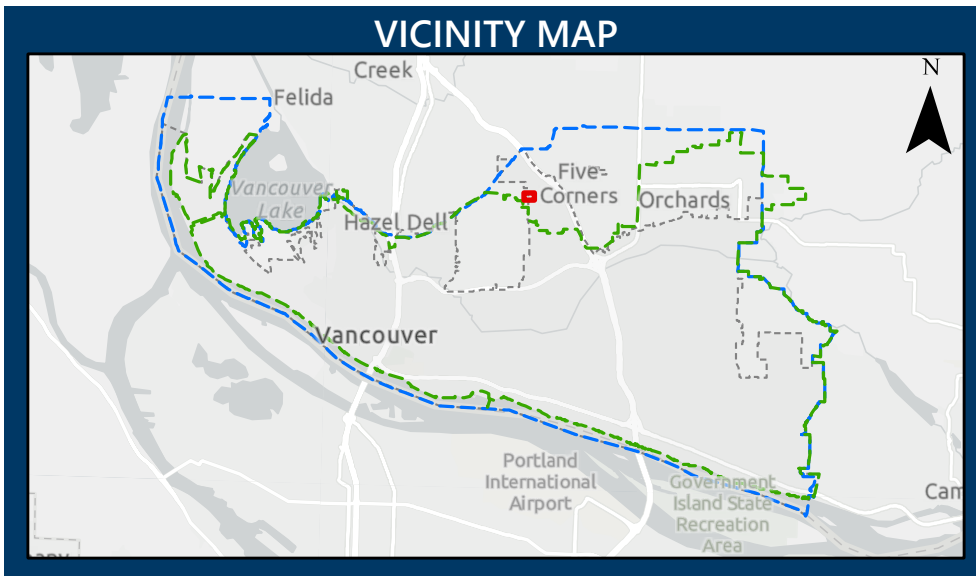 VICINITY MAP
N
Creek
Felida
Five
Corners
Vancouver
Lake
Orchards
Hazel Dell
Vancouver
Portland
International
Airport
Government
Island State
Recreation
Area
Cam
any